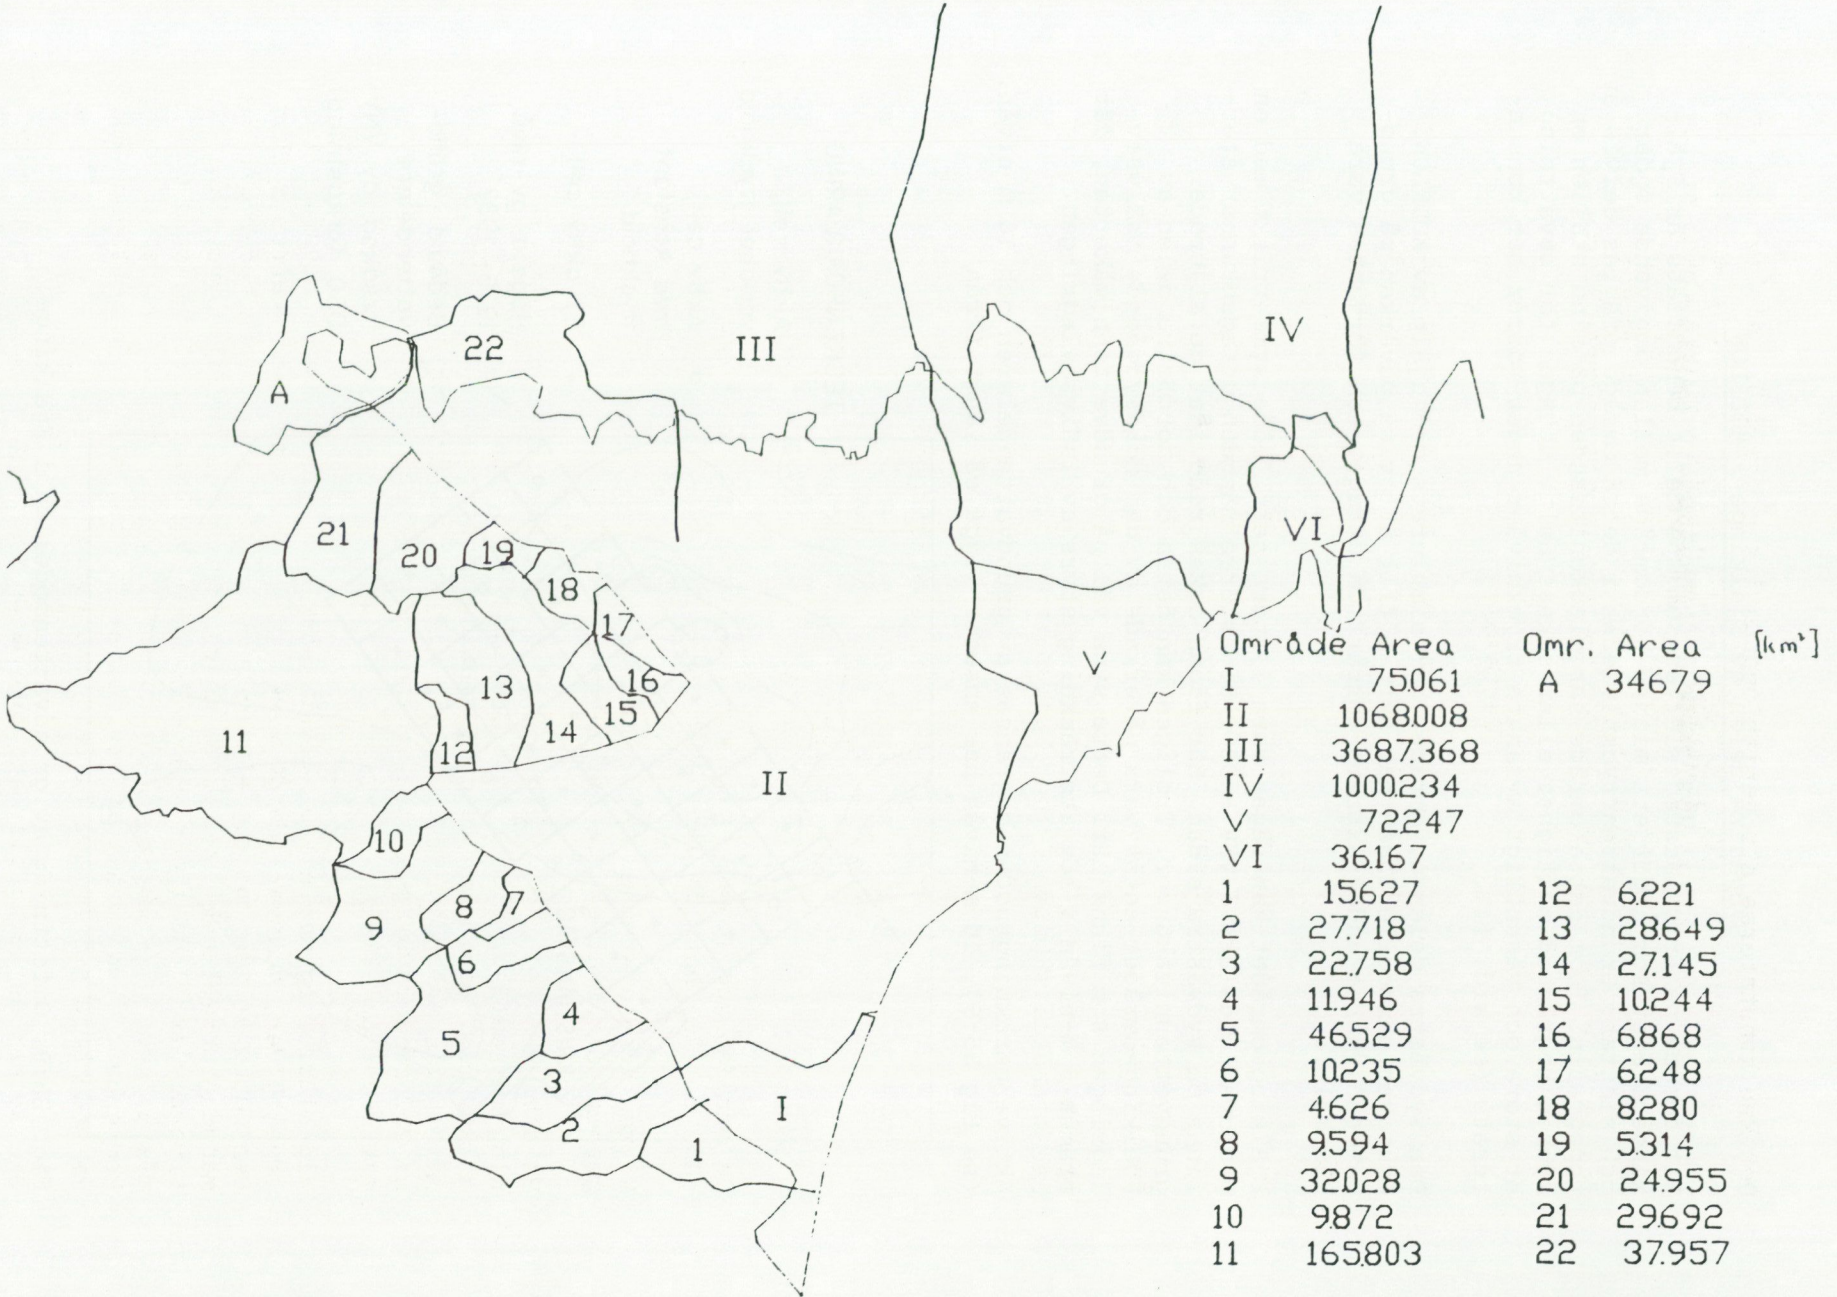 III
IV
22
A
21
20
19
18
VI
17
V
16
13
15
14
11
12
II
10
8
7
9
6
4
5
3
I
2
1
Område Area Omr. Area [km²]
I 75.061 A 34.679
II 1068.008
III 3687.368
IV 1000.234
V 72.247
VI 36.167
1 15.627 12 6.221
2 27.718 13 28.649
3 22.758 14 27.145
4 11.946 15 10.244
5 46.529 16 6.868
6 10.235 17 6.248
7 4.626 18 8.280
8 9.594 19 5.314
9 32.028 20 24.955
10 9.872 21 29.692
11 165.803 22 37.957